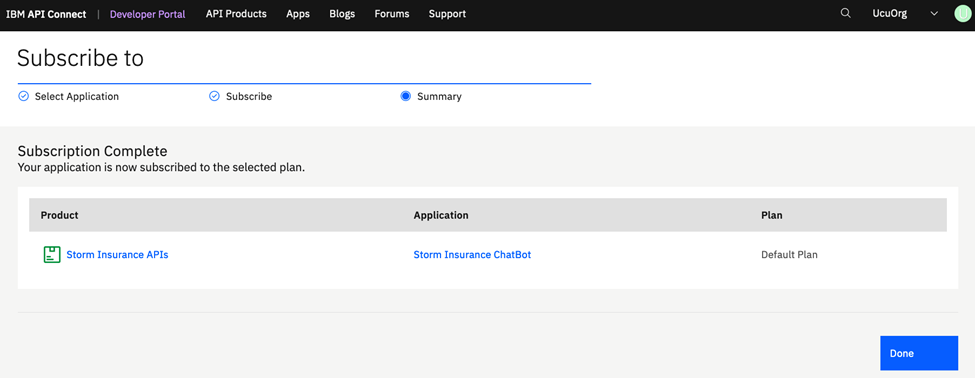 IBM API Connect | Developer Portal API Products Apps Blogs Forums Support UcuOrg
Subscribe to
Select Application Subscribe Summary
Subscription Complete
Your application is now subscribed to the selected plan.
Product Application Plan
Storm Insurance APIs Storm Insurance ChatBot Default Plan
Done